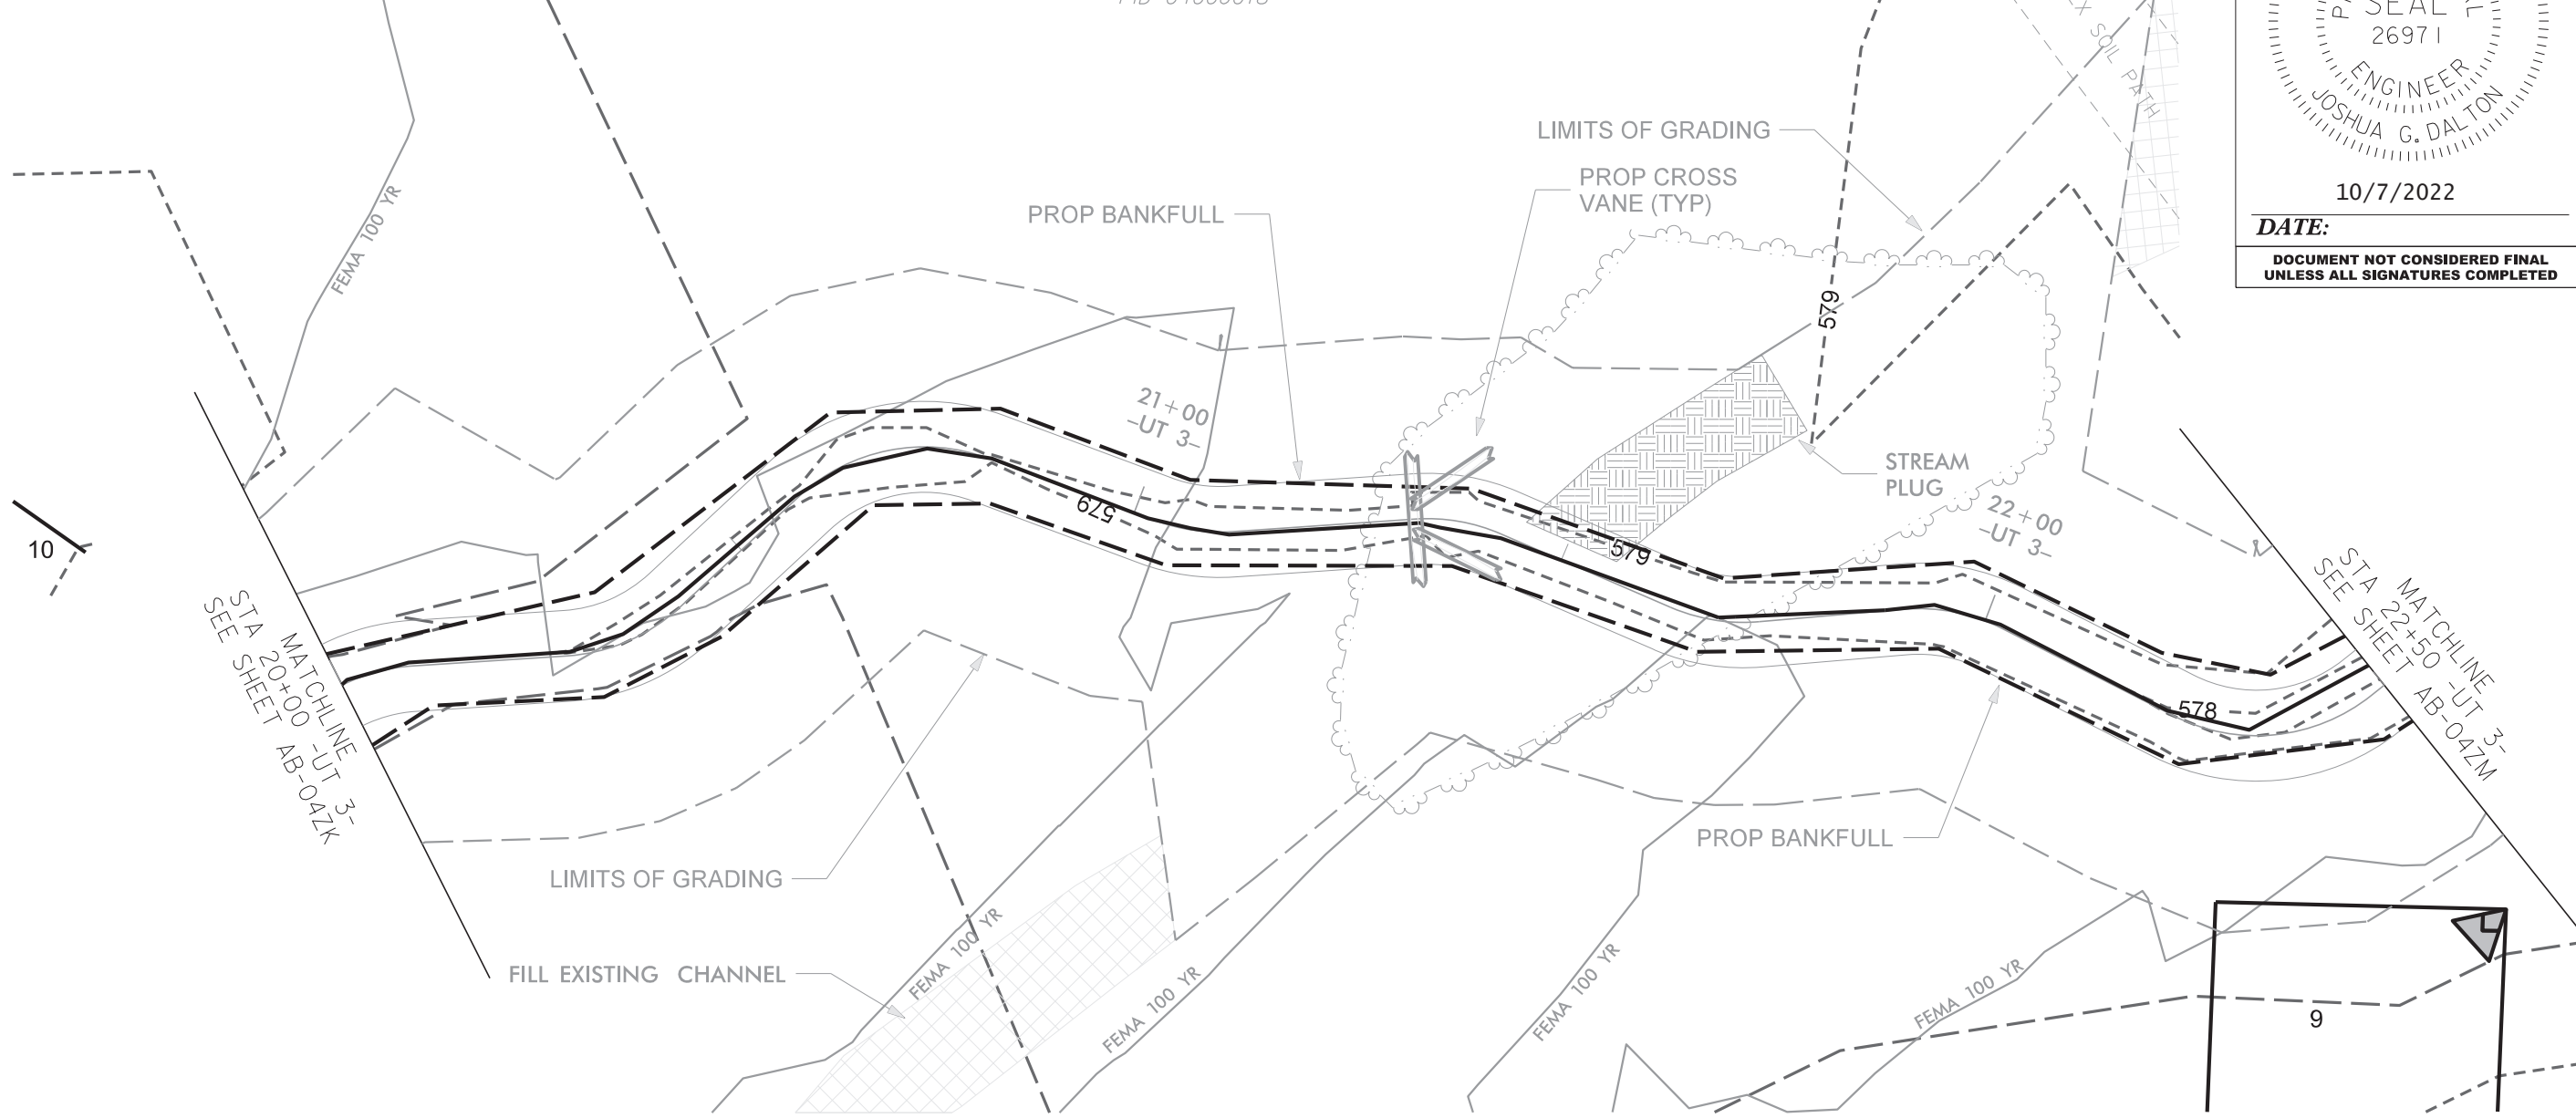 SEAL
26971
ENGINEER
JOSHUA G. DALTON
10/7/2022
DATE:
DOCUMENT NOT CONSIDERED FINAL
UNLESS ALL SIGNATURES COMPLETED
SOIL PATH
LIMITS OF GRADING
PROP CROSS
VANE (TYP)
PROP BANKFULL
FEMA 100 YR
579
21+00
-UT 3-
STREAM
PLUG
22+00
-UT 3-
579
579
10
MATCHLINE
STA 20+00 -UT 3-
SEE SHEET AB-04ZK
MATCHLINE
STA 22+50 -UT 3-
SEE SHEET AB-04ZM
578
PROP BANKFULL
LIMITS OF GRADING
FILL EXISTING CHANNEL
FEMA 100 YR
FEMA 100 YR
FEMA 100 YR
FEMA 100 YR
9